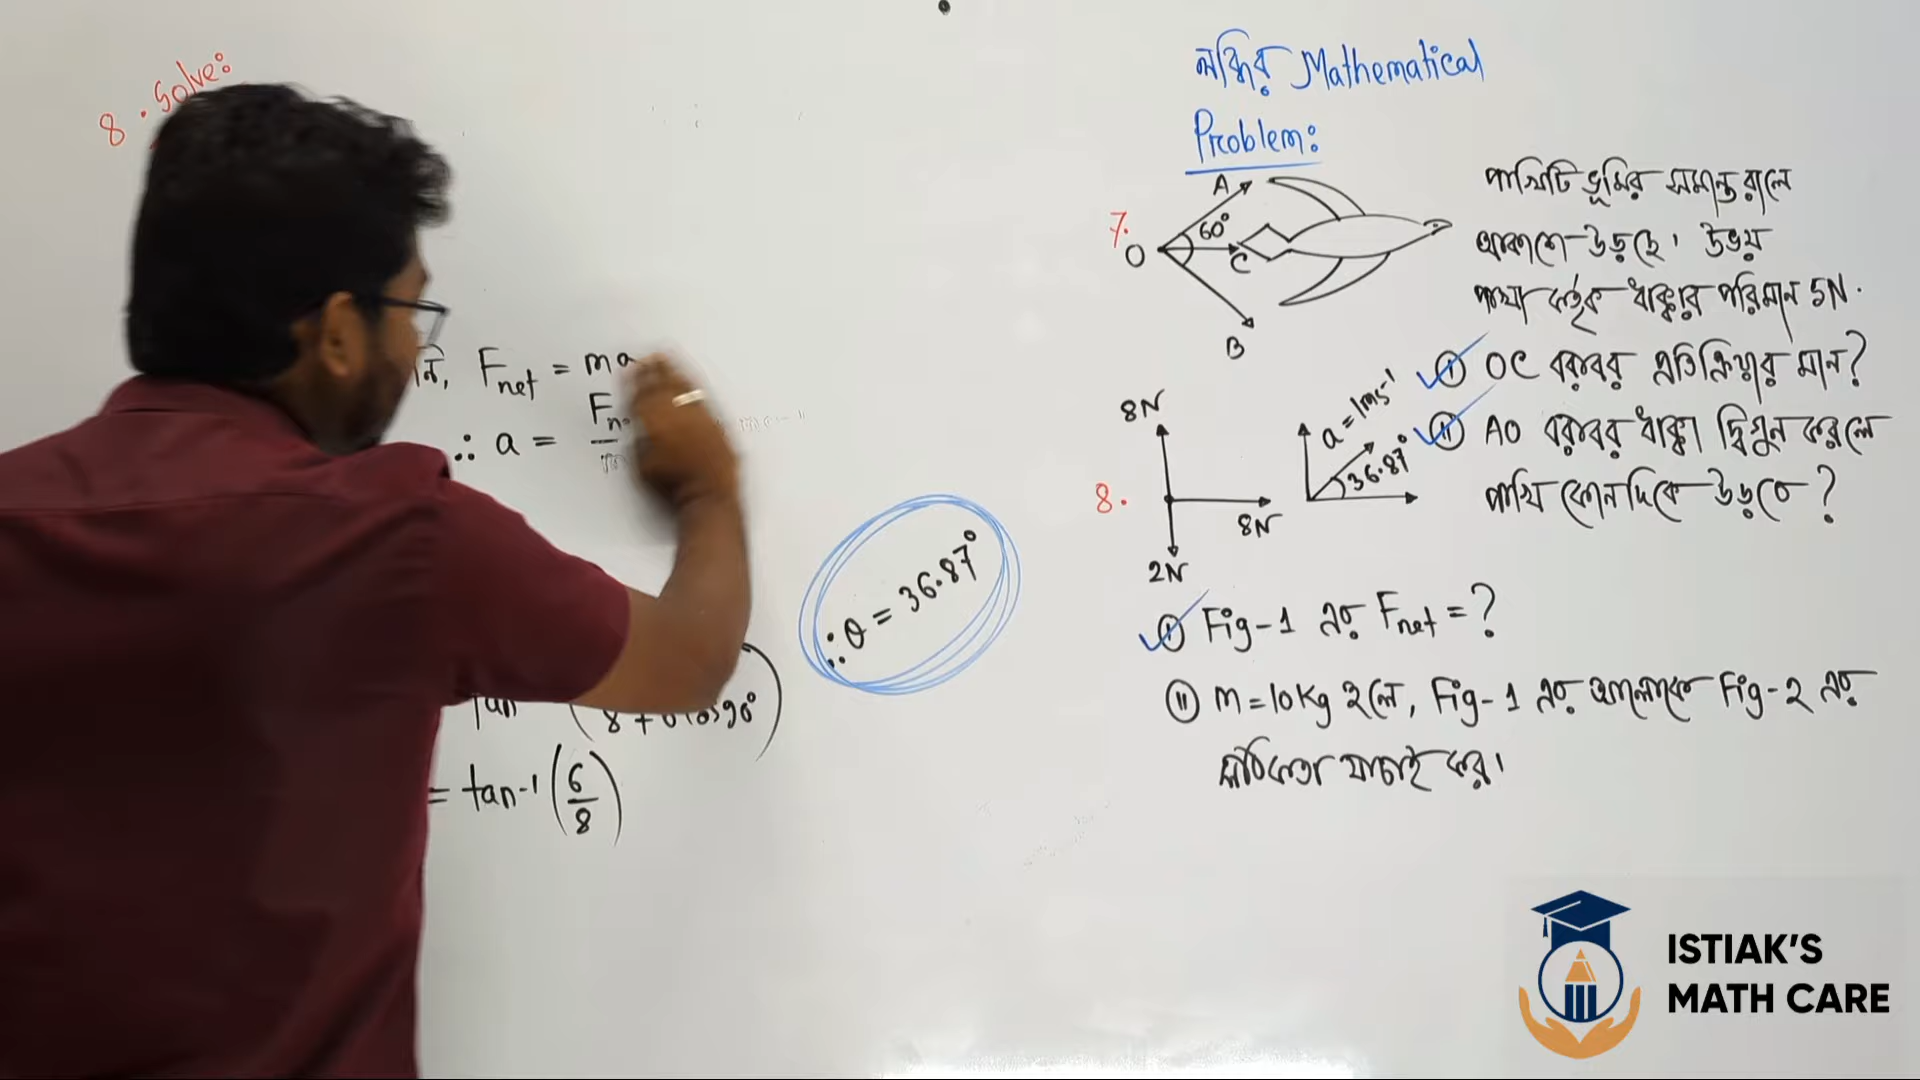 8. Solve:
F_net = ma
∴ a =
tan
8 +
cos90°
= tan⁻¹(6/8)
∴ θ = 36.87°
লব্ধির Mathematical
Problem:
7.
A
60°
O
C
B
পাখিটি ভূমির সমান্তরালে
আকাশে উড়ছে। উভয়
পাখা কর্তৃক ধাক্কার পরিমান 5N.
(i) OC বরাবর প্রতিক্রিয়ার মান?
(ii) AO বরাবর ধাক্কা দ্বিগুন করলে
পাখি কোনদিকে উড়বে?
8.
8N
8N
2N
a = 1ms⁻¹
36.87°
(i) Fig-1 এর F_net = ?
(ii) m = 10kg হলে, Fig-1 এর আলোকে Fig-2 এর
সঠিকতা যাচাই কর।
ISTIAK'S
MATH CARE